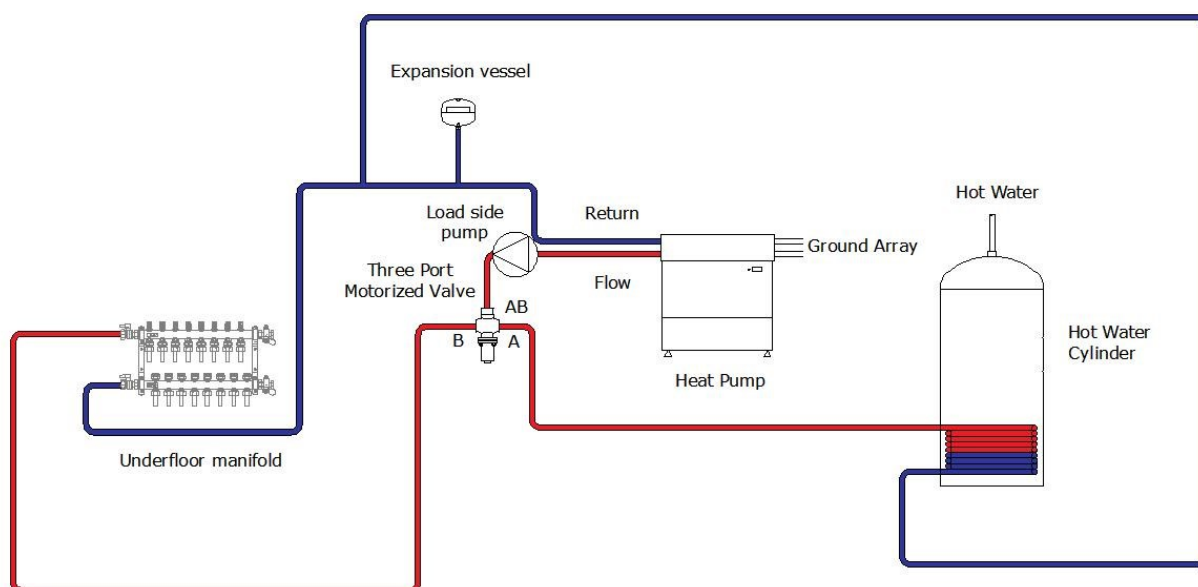 Expansion vessel
Hot Water
Load side
pump
Return
Ground Array
Three Port
Motorized Valve
Flow
AB
B
A
Hot Water
Cylinder
Heat Pump
Underfloor manifold